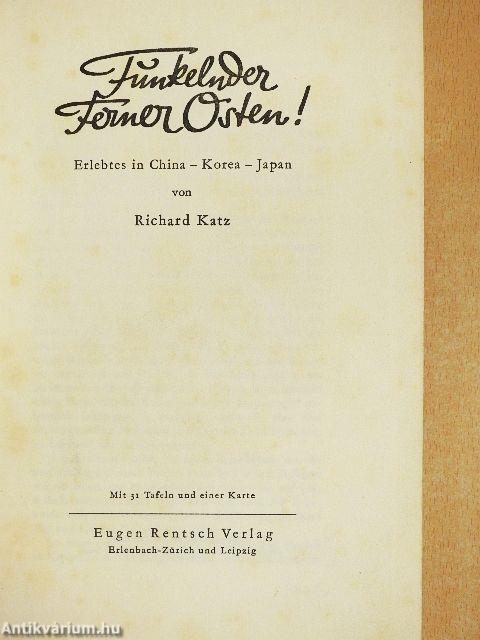 Funkelnder
Ferner Osten!
Erlebtes in China – Korea – Japan
von
Richard Katz
Mit 31 Tafeln und einer Karte
Eugen Rentsch Verlag
Erlenbach-Zürich und Leipzig
Antikvárium.hu